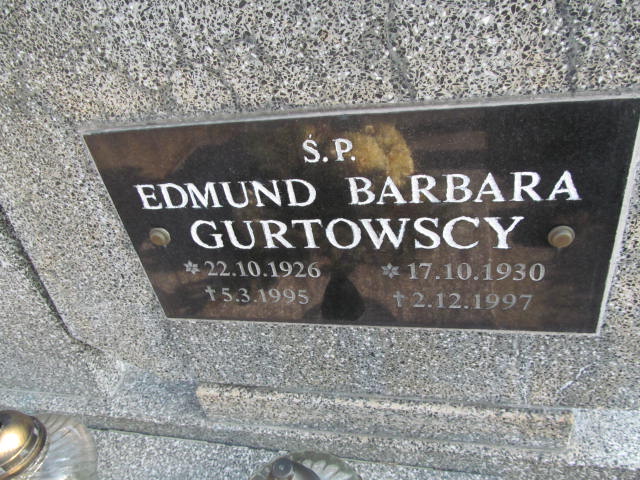 Ś.P.
EDMUND BARBARA
GURTOWSCY
* 22.10.1926 * 17.10.1930
† 5.3.1995 † 2.12.1997